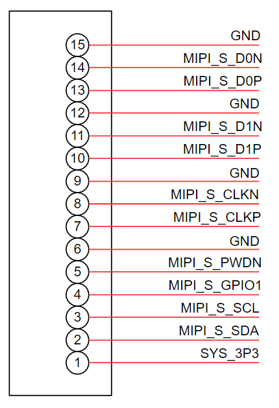 15 GND
14 MIPI_S_D0N
13 MIPI_S_D0P
12 GND
11 MIPI_S_D1N
10 MIPI_S_D1P
9 GND
8 MIPI_S_CLKN
7 MIPI_S_CLKP
6 GND
5 MIPI_S_PWDN
4 MIPI_S_GPIO1
3 MIPI_S_SCL
2 MIPI_S_SDA
1 SYS_3P3